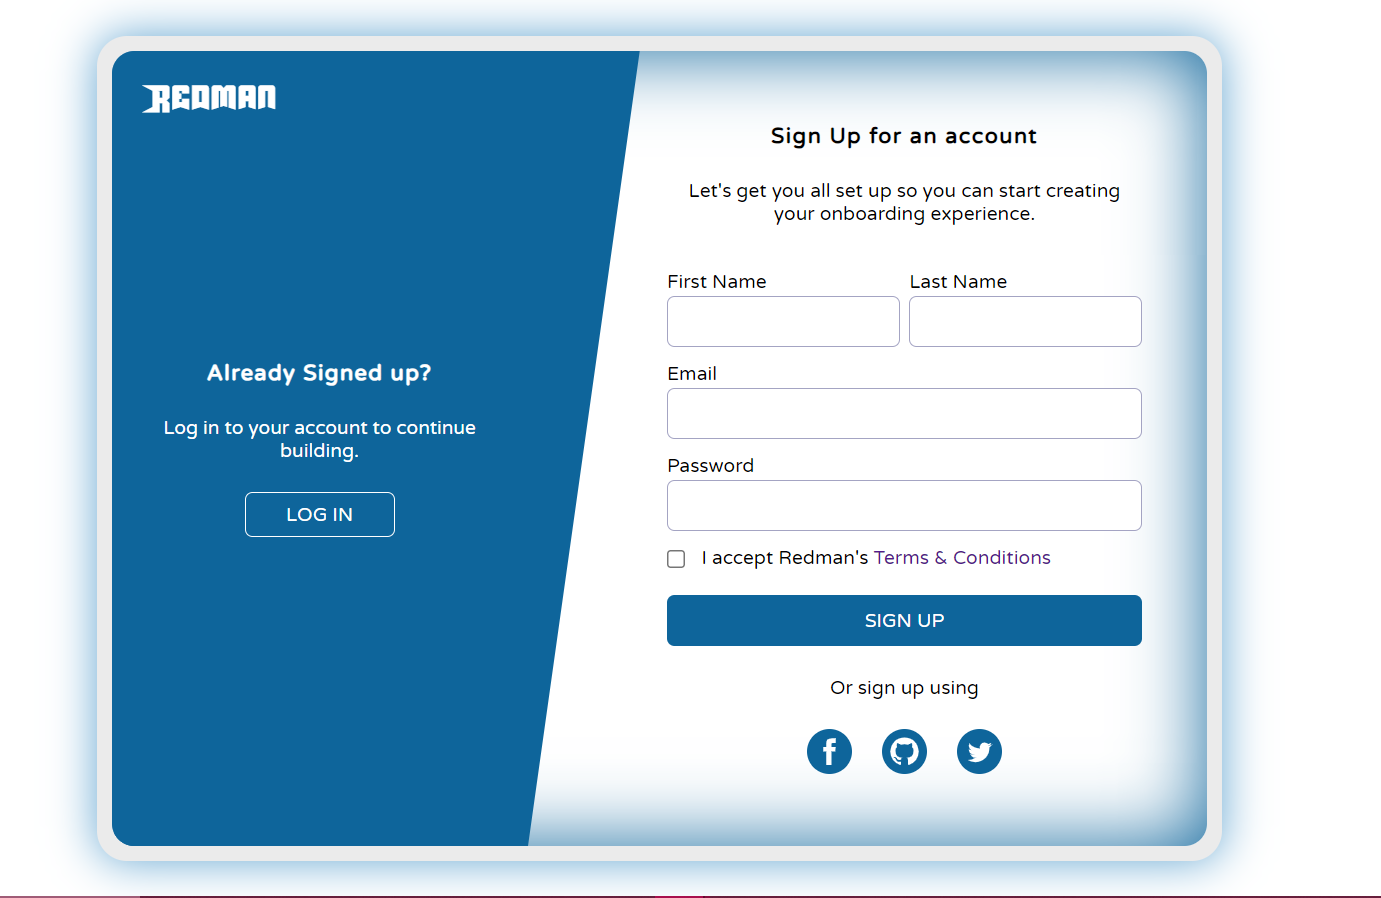 REDMAN
Already Signed up?
Log in to your account to continue
building.
LOG IN
Sign Up for an account
Let's get you all set up so you can start creating
your onboarding experience.
First Name
Last Name
Email
Password
I accept Redman's Terms & Conditions
SIGN UP
Or sign up using